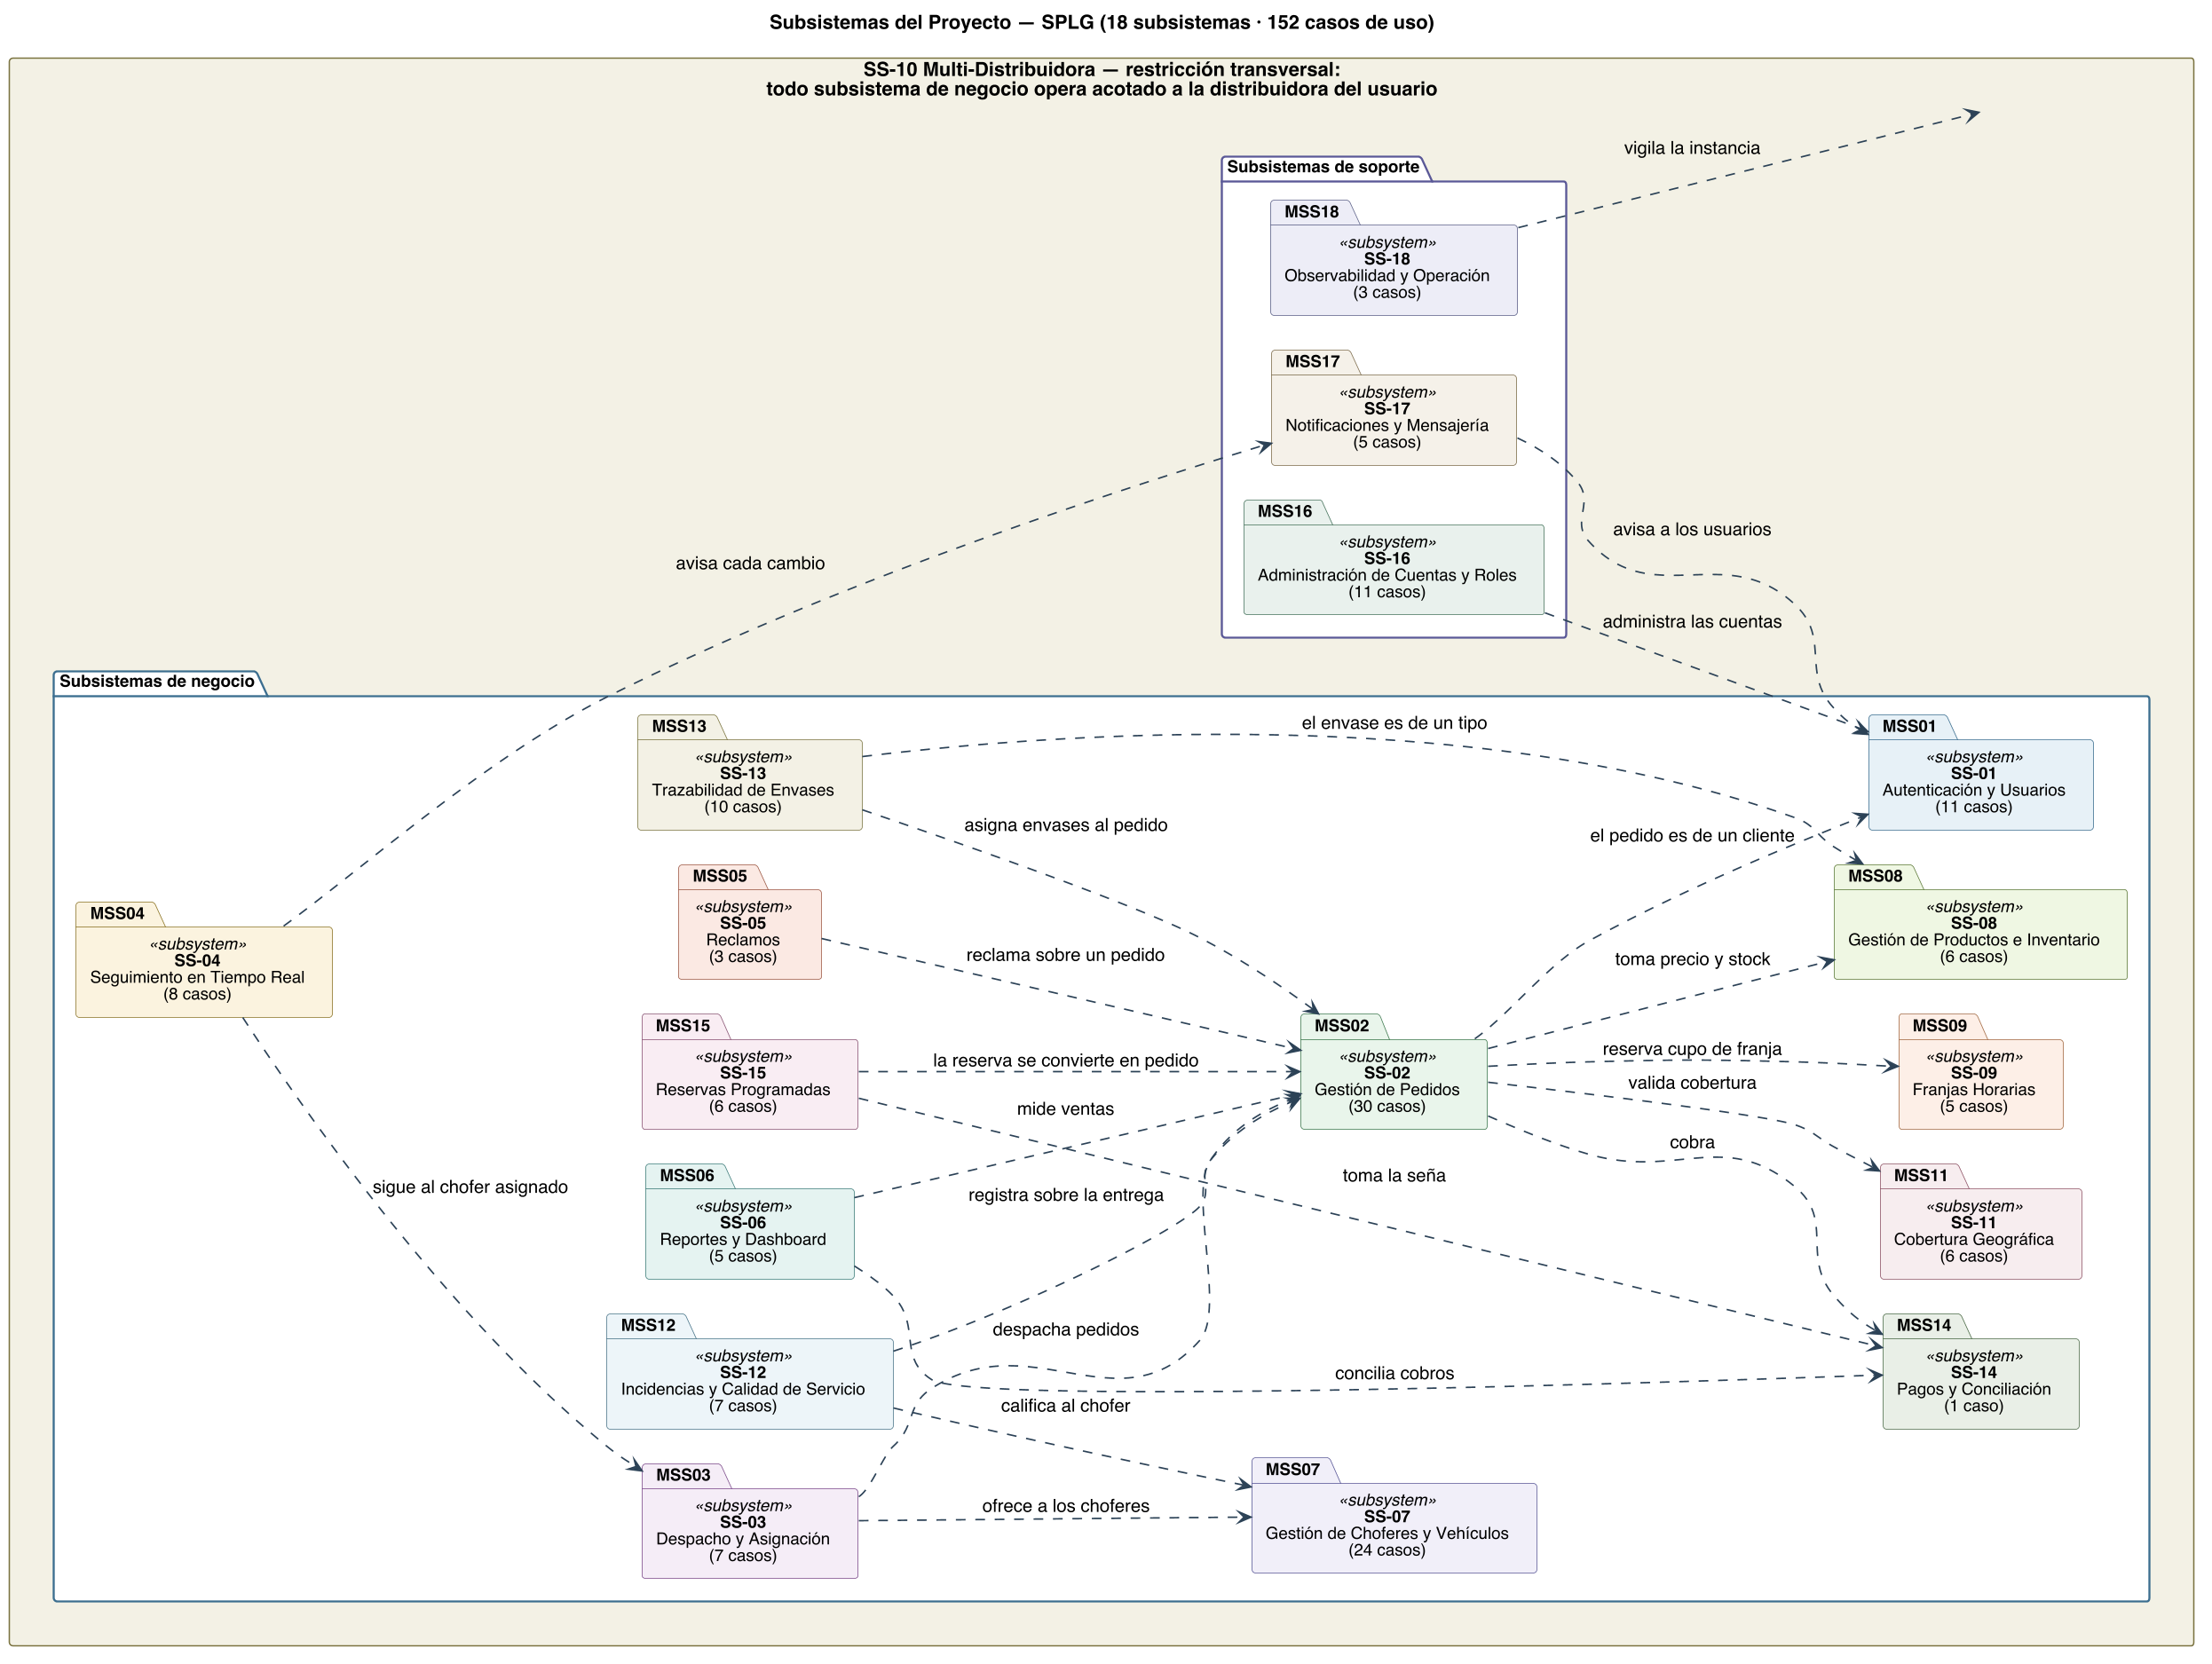 Subsistemas del Proyecto — SPLG (18 subsistemas · 152 casos de uso)
SS-10 Multi-Distribuidora — restricción transversal:
todo subsistema de negocio opera acotado a la distribuidora del usuario
vigila la instancia
Subsistemas de soporte
MSS18
«subsystem»
SS-18
Observabilidad y Operación
(3 casos)
MSS17
«subsystem»
SS-17
Notificaciones y Mensajería
(5 casos)
MSS16
«subsystem»
SS-16
Administración de Cuentas y Roles
(11 casos)
avisa a los usuarios
avisa cada cambio
administra las cuentas
Subsistemas de negocio
MSS13
«subsystem»
SS-13
Trazabilidad de Envases
(10 casos)
el envase es de un tipo
MSS01
«subsystem»
SS-01
Autenticación y Usuarios
(11 casos)
asigna envases al pedido
el pedido es de un cliente
MSS05
«subsystem»
SS-05
Reclamos
(3 casos)
MSS08
«subsystem»
SS-08
Gestión de Productos e Inventario
(6 casos)
MSS04
«subsystem»
SS-04
Seguimiento en Tiempo Real
(8 casos)
reclama sobre un pedido
toma precio y stock
MSS15
«subsystem»
SS-15
Reservas Programadas
(6 casos)
la reserva se convierte en pedido
MSS02
«subsystem»
SS-02
Gestión de Pedidos
(30 casos)
reserva cupo de franja
MSS09
«subsystem»
SS-09
Franjas Horarias
(5 casos)
valida cobertura
mide ventas
cobra
MSS06
«subsystem»
SS-06
Reportes y Dashboard
(5 casos)
toma la seña
MSS11
«subsystem»
SS-11
Cobertura Geográfica
(6 casos)
sigue al chofer asignado
registra sobre la entrega
MSS12
«subsystem»
SS-12
Incidencias y Calidad de Servicio
(7 casos)
despacha pedidos
MSS14
«subsystem»
SS-14
Pagos y Conciliación
(1 caso)
concilia cobros
califica al chofer
MSS03
«subsystem»
SS-03
Despacho y Asignación
(7 casos)
ofrece a los choferes
MSS07
«subsystem»
SS-07
Gestión de Choferes y Vehículos
(24 casos)